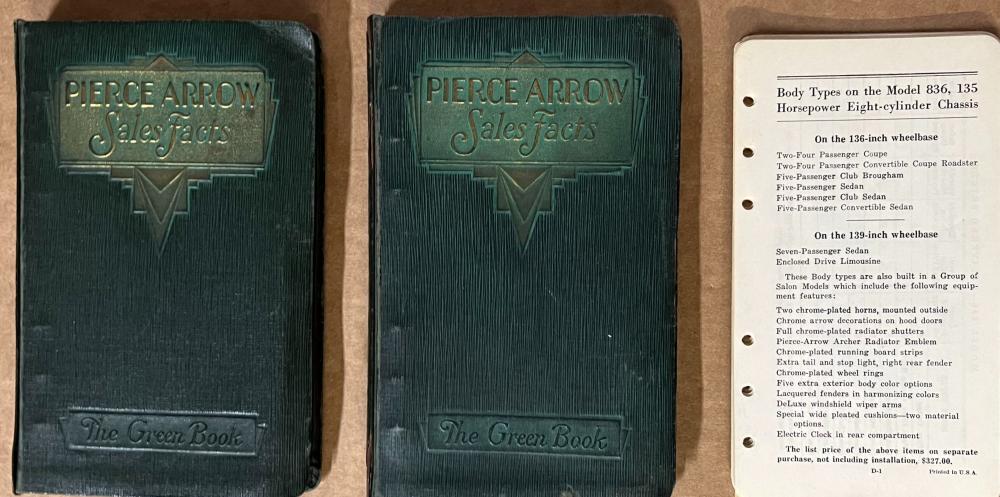 PIERCE ARROW
Sales Facts
The Green Book
PIERCE ARROW
Sales Facts
The Green Book
Body Types on the Model 836, 135
Horsepower Eight-cylinder Chassis
On the 136-inch wheelbase
Two-Four Passenger Coupe
Two-Four Passenger Convertible Coupe Roadster
Five-Passenger Club Brougham
Five-Passenger Sedan
Five-Passenger Club Sedan
Five-Passenger Convertible Sedan
On the 139-inch wheelbase
Seven-Passenger Sedan
Enclosed Drive Limousine
These Body types are also built in a Group of
Salon Models which include the following equip-
ment features:
Two chrome-plated horns, mounted outside
Chrome arrow decorations on hood doors
Full chrome-plated radiator shutters
Pierce-Arrow Archer Radiator Emblem
Chrome-plated running board strips
Extra tail and stop light, right rear fender
Chrome-plated wheel rings
Five extra exterior body color options
Lacquered fenders in harmonizing colors
DeLuxe windshield wiper arms
Special wide pleated cushions—two material
options.
Electric Clock in rear compartment
The list price of the above items on separate
purchase, not including installation, $327.00.
D-1 Printed in U.S.A.